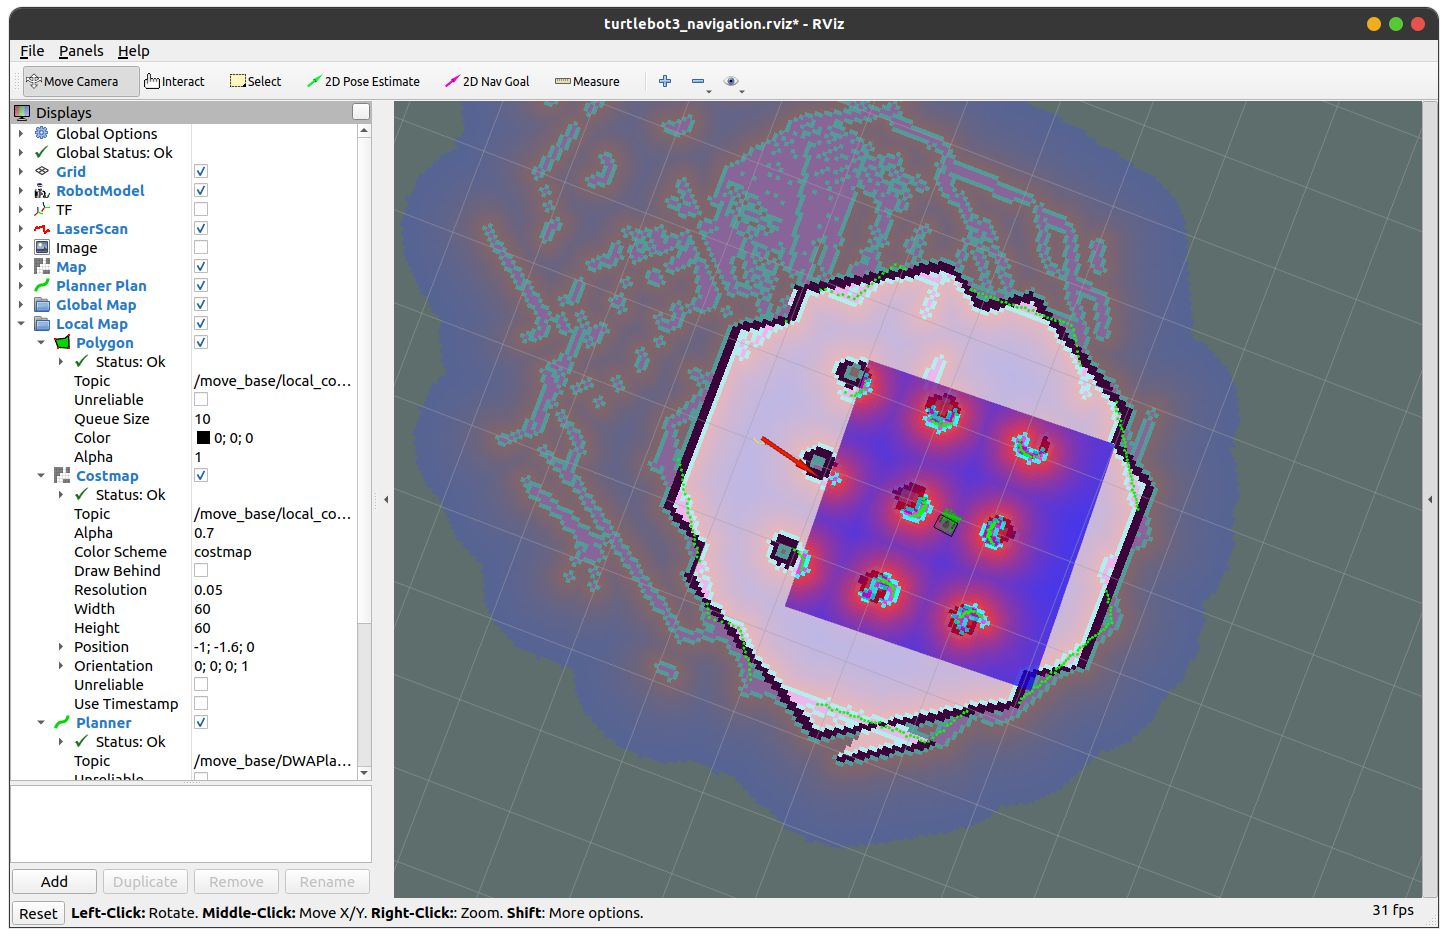 turtlebot3_navigation.rviz* - RViz
File Panels Help
Move Camera Interact Select 2D Pose Estimate 2D Nav Goal Measure
Displays
Global Options
Global Status: Ok
Grid
RobotModel
TF
LaserScan
Image
Map
Planner Plan
Global Map
Local Map
Polygon
Status: Ok
Topic /move_base/local_co...
Unreliable
Queue Size 10
Color 0; 0; 0
Alpha 1
Costmap
Status: Ok
Topic /move_base/local_co...
Alpha 0.7
Color Scheme costmap
Draw Behind
Resolution 0.05
Width 60
Height 60
Position -1; -1.6; 0
Orientation 0; 0; 0; 1
Unreliable
Use Timestamp
Planner
Status: Ok
Topic /move_base/DWAPla...
Unreliable
Add Duplicate Remove Rename
Reset Left-Click: Rotate. Middle-Click: Move X/Y. Right-Click:: Zoom. Shift: More options. 31 fps